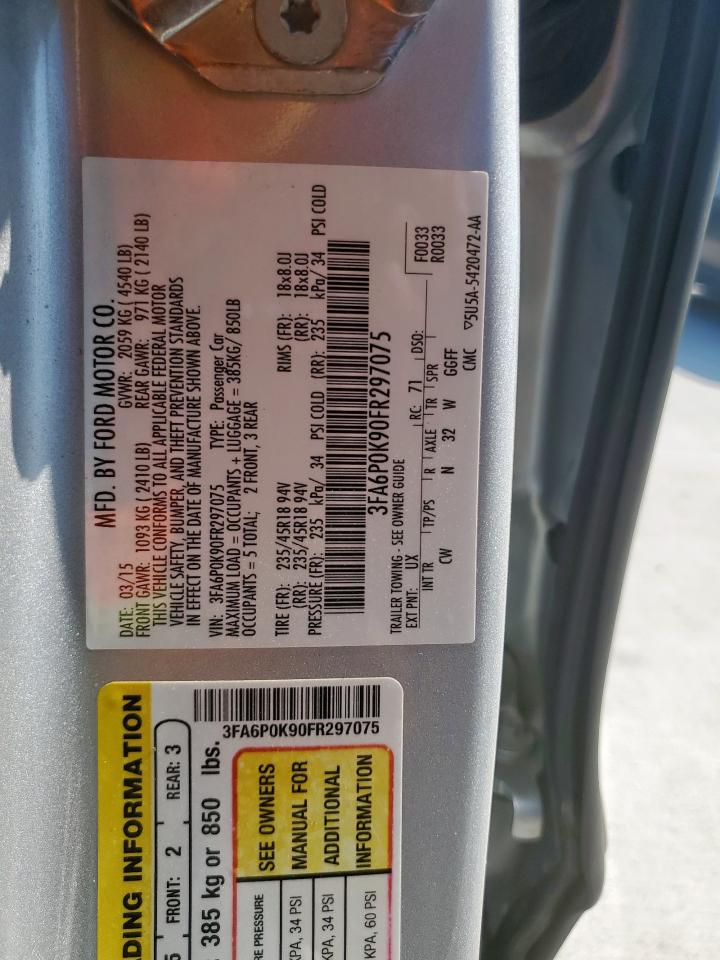 MFD. BY FORD MOTOR CO.
DATE: 03/15 GVWR: 2059 KG ( 4540 LB)
FRONT GAWR: 1093 KG ( 2410 LB) REAR GAWR: 971 KG ( 2140 LB)
THIS VEHICLE CONFORMS TO ALL APPLICABLE FEDERAL MOTOR
VEHICLE SAFETY, BUMPER, AND THEFT PREVENTION STANDARDS
IN EFFECT ON THE DATE OF MANUFACTURE SHOWN ABOVE.
VIN: 3FA6P0K90FR297075 TYPE: Passenger Car
MAXIMUM LOAD = OCCUPANTS + LUGGAGE = 385KG/ 850LB
OCCUPANTS = 5 TOTAL; 2 FRONT, 3 REAR
TIRE (FR): 235/45R18 94V RIMS (FR): 18x8.0J
(RR): 235/45R18 94V (RR): 18x8.0J
PRESSURE (FR): 235 kPa/ 34 PSI COLD (RR): 235 kPa/ 34 PSI COLD
3FA6P0K90FR297075
TRAILER TOWING - SEE OWNER GUIDE
F0033
R0033
EXT PNT: UX RC: 71 DSO:
INT TR TP/PS R AXLE TR SPR
CW N 32 W GGFF
CMC ▽5U5A-5420472-AA
3FA6P0K90FR297075
DING INFORMATION
5 FRONT: 2 REAR: 3
385 kg or 850 lbs.
RE PRESSURE
KPA, 34 PSI
KPA, 34 PSI
KPA, 60 PSI
SEE OWNERS
MANUAL FOR
ADDITIONAL
INFORMATION